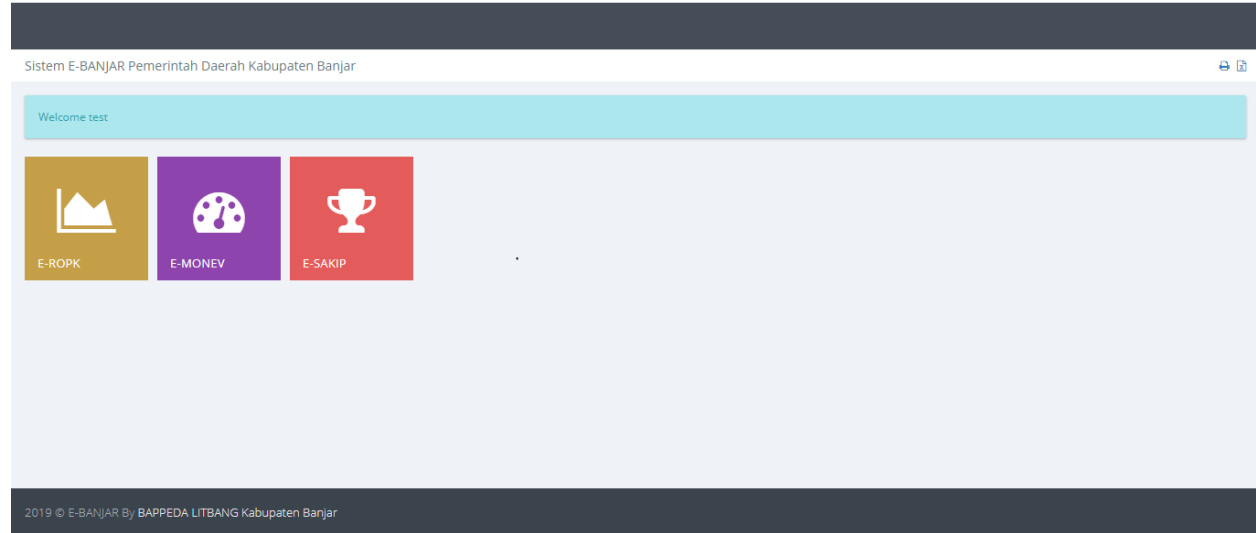 Sistem E-BANJAR Pemerintah Daerah Kabupaten Banjar
Welcome test
E-ROPK
E-MONEV
E-SAKIP
2019 © E-BANJAR By BAPPEDA LITBANG Kabupaten Banjar